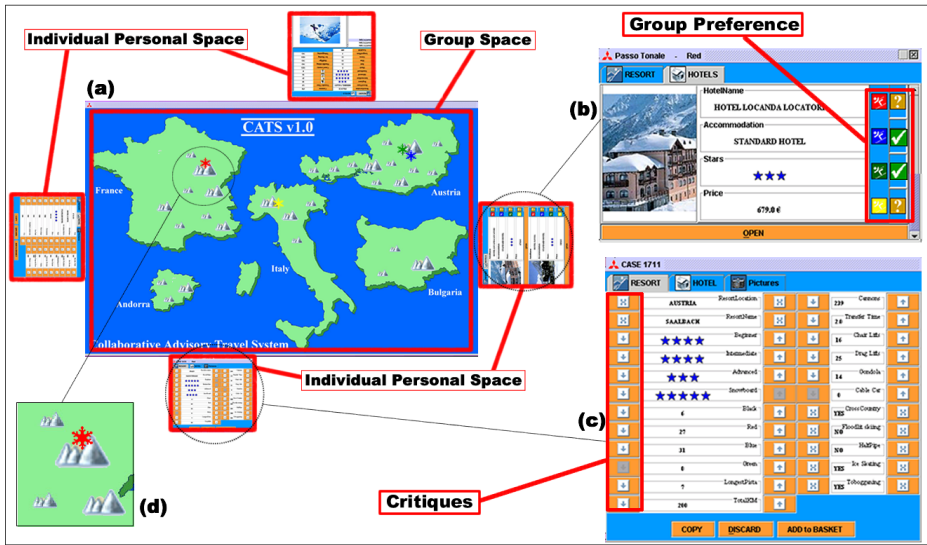 Individual Personal Space
Group Space
Group Preference
(a)
CATS v1.0
France
Austria
Italy
Andorra
Bulgaria
Collaborative Advisory Travel System
Individual Personal Space
(b)
Passo Tonale - Red
RESORT
HOTELS
HotelName
HOTEL LOCANDA LOCATORI
Accommodation
STANDARD HOTEL
Stars
Price
679.0 €
OPEN
(c)
CASE 1711
RESORT
HOTEL
Pictures
AUSTRIA ResortLocation
SAALBACH ResortName
Beginner
Intermediate
Advanced
Snowboard
6 Black
27 Red
31 Blue
0 Green
7 LongestPista
200 TotalKM
239 Cannons
20 Transfer Time
16 Chair Lifts
25 Drag Lifts
14 Gondola
0 Cable Car
YES CrossCountry
NO Floodlit skiing
NO HalfPipe
YES Ice Skating
YES Tobogganing
COPY
DISCARD
ADD to BASKET
Critiques
(d)